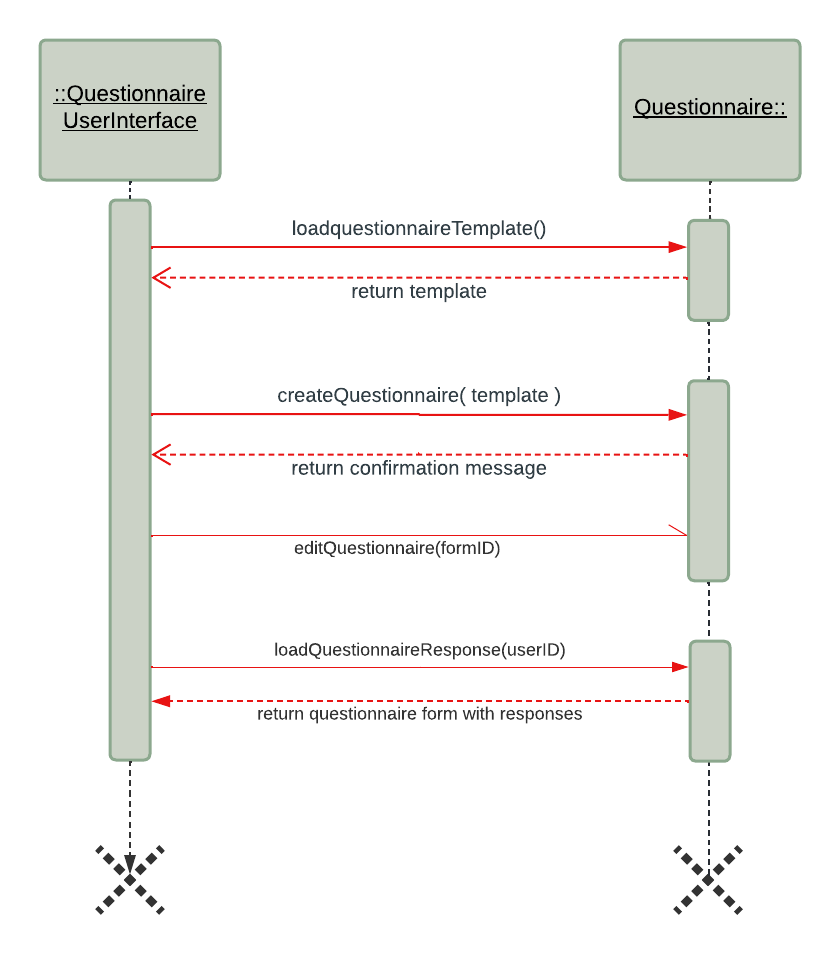 ::Questionnaire
UserInterface
Questionnaire::
loadquestionnaireTemplate()
return template
createQuestionnaire( template )
return confirmation message
editQuestionnaire(formID)
loadQuestionnaireResponse(userID)
return questionnaire form with responses